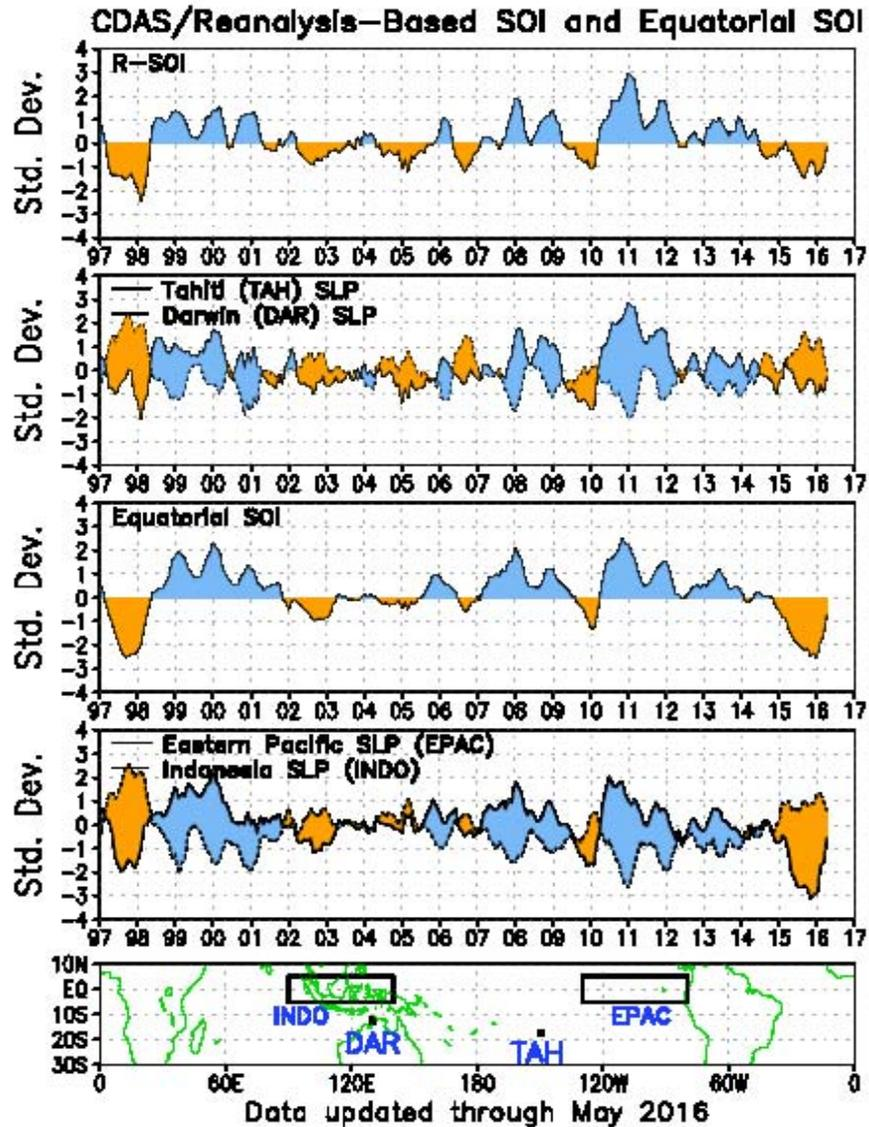 CDAS/Reanalysis-Based SOI and Equatorial SOI
R-SOI
Std. Dev.
4
3
2
1
0
-1
-2
-3
-4
97 98 99 00 01 02 03 04 05 06 07 08 09 10 11 12 13 14 15 16 17
Tahiti (TAH) SLP
Darwin (DAR) SLP
Std. Dev.
4
3
2
1
0
-1
-2
-3
-4
97 98 99 00 01 02 03 04 05 06 07 08 09 10 11 12 13 14 15 16 17
Equatorial SOI
Std. Dev.
4
3
2
1
0
-1
-2
-3
-4
97 98 99 00 01 02 03 04 05 06 07 08 09 10 11 12 13 14 15 16 17
Eastern Pacific SLP (EPAC)
Indonesia SLP (INDO)
Std. Dev.
4
3
2
1
0
-1
-2
-3
-4
97 98 99 00 01 02 03 04 05 06 07 08 09 10 11 12 13 14 15 16 17
10N
EQ
10S
20S
30S
INDO
EPAC
DAR
TAH
0 60E 120E 180 120W 60W 0
Data updated through May 2016